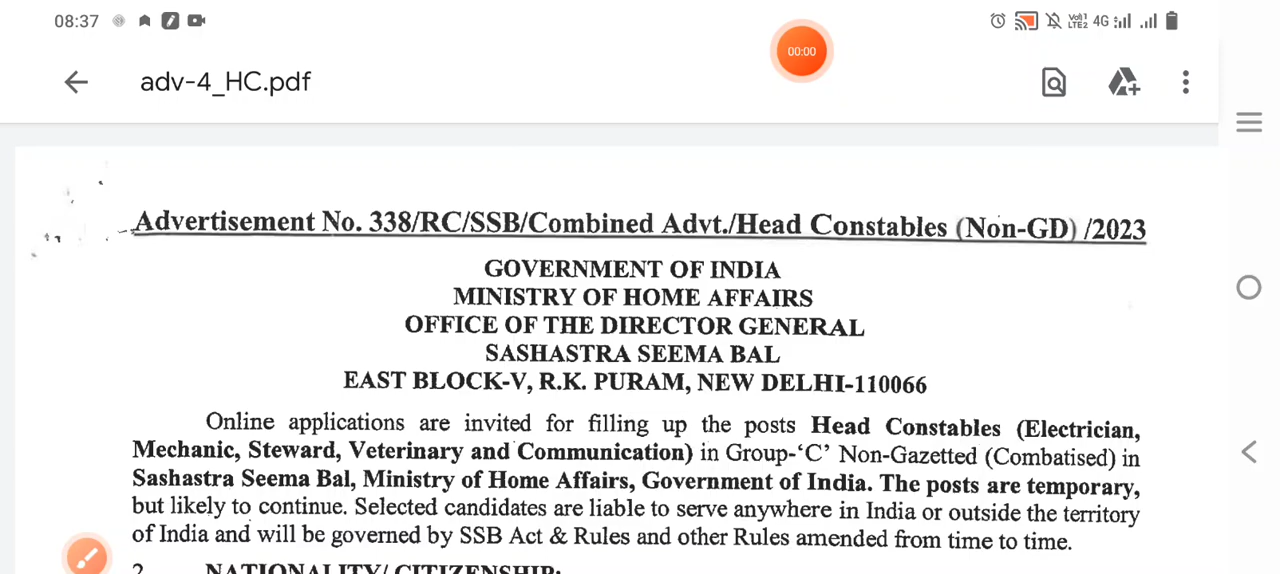 08:37
4G
00:00
adv-4_HC.pdf
Advertisement No. 338/RC/SSB/Combined Advt./Head Constables (Non-GD) /2023
GOVERNMENT OF INDIA
MINISTRY OF HOME AFFAIRS
OFFICE OF THE DIRECTOR GENERAL
SASHASTRA SEEMA BAL
EAST BLOCK-V, R.K. PURAM, NEW DELHI-110066
Online applications are invited for filling up the posts Head Constables (Electrician,
Mechanic, Steward, Veterinary and Communication) in Group-‘C’ Non-Gazetted (Combatised) in
Sashastra Seema Bal, Ministry of Home Affairs, Government of India. The posts are temporary,
but likely to continue. Selected candidates are liable to serve anywhere in India or outside the territory
of India and will be governed by SSB Act & Rules and other Rules amended from time to time.
2. NATIONALITY/ CITIZENSHIP: